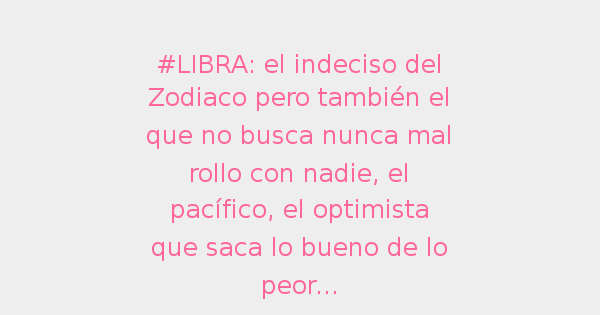 #LIBRA: el indeciso del
Zodiaco pero también el
que no busca nunca mal
rollo con nadie, el
pacífico, el optimista
que saca lo bueno de lo
peor...